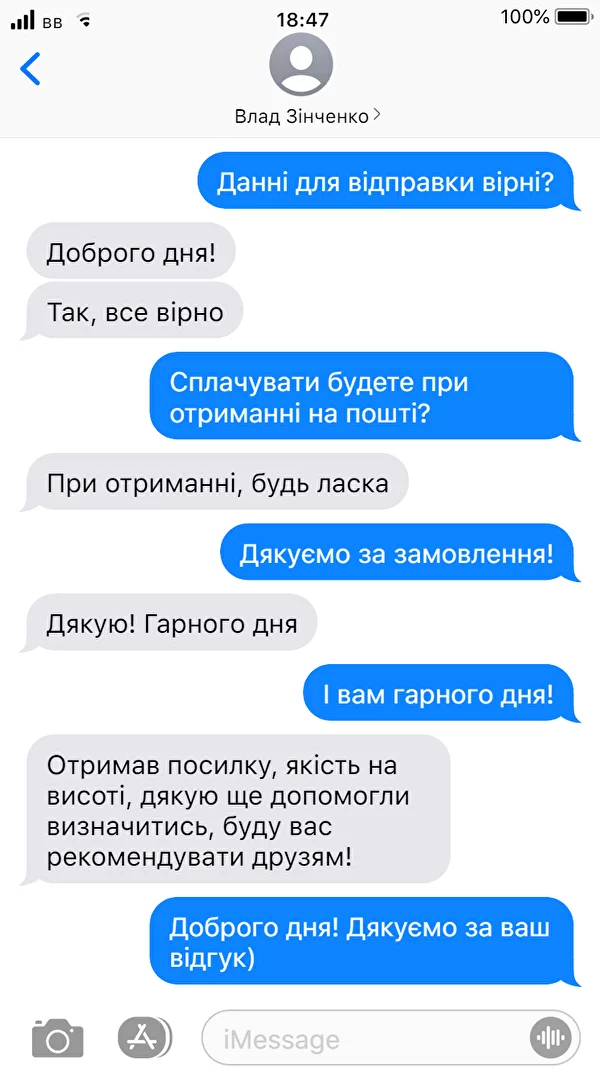 вв
18:47
100%
Влад Зінченко
Данні для відправки вірні?
Доброго дня!
Так, все вірно
Сплачувати будете при
отриманні на пошті?
При отриманні, будь ласка
Дякуємо за замовлення!
Дякую! Гарного дня
І вам гарного дня!
Отримав посилку, якість на
висоті, дякую ще допомогли
визначитись, буду вас
рекомендувати друзям!
Доброго дня! Дякуємо за ваш
відгук)
iMessage